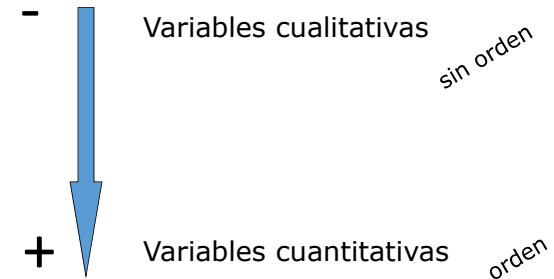 -
Variables cualitativas
sin orden
+
Variables cuantitativas
orden